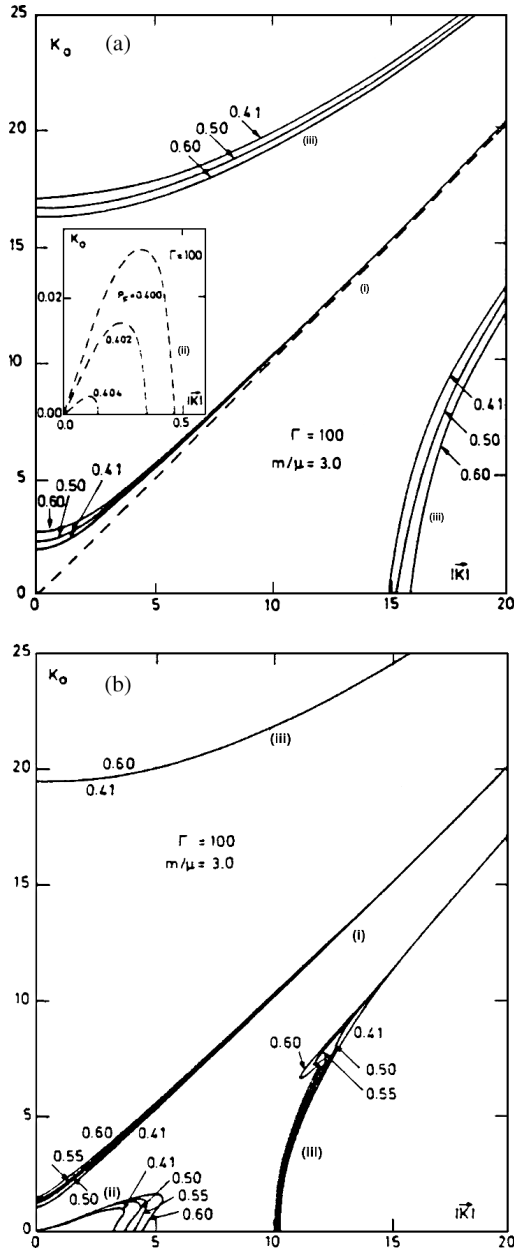 25
K₀
(a)
0.41
0.50
0.60
(iii)
20
15
K₀
Γ=100
0.02
P_F=0.400
0.402
(ii)
0.404
0.00
0.0
0.5
|K|
(i)
10
Γ = 100
m/μ = 3.0
0.41
0.50
0.60
(iii)
5
0.60
0.50
0.41
|K⃗|
0
0
5
10
15
20
25
K₀
(b)
(iii)
0.60
0.41
20
Γ = 100
m/μ = 3.0
15
(i)
10
0.60
0.41
0.50
0.55
5
(iii)
0.55
0.60
0.41
0.50
(ii)
0.41
0.50
0.55
0.60
|K⃗|
0
0
5
10
15
20